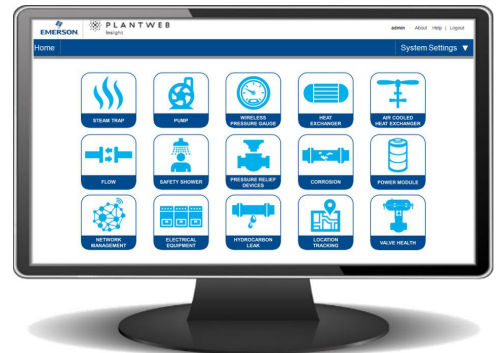 EMERSON
PLANTWEB
Insight
admin About Help | Logout
Home
System Settings ▼
STEAM TRAP
PUMP
WIRELESS
PRESSURE GAUGE
HEAT
EXCHANGER
AIR COOLED
HEAT EXCHANGER
FLOW
SAFETY SHOWER
PRESSURE RELIEF
DEVICES
CORROSION
POWER MODULE
NETWORK
MANAGEMENT
ELECTRICAL
EQUIPMENT
HYDROCARBON
LEAK
LOCATION
TRACKING
VALVE HEALTH